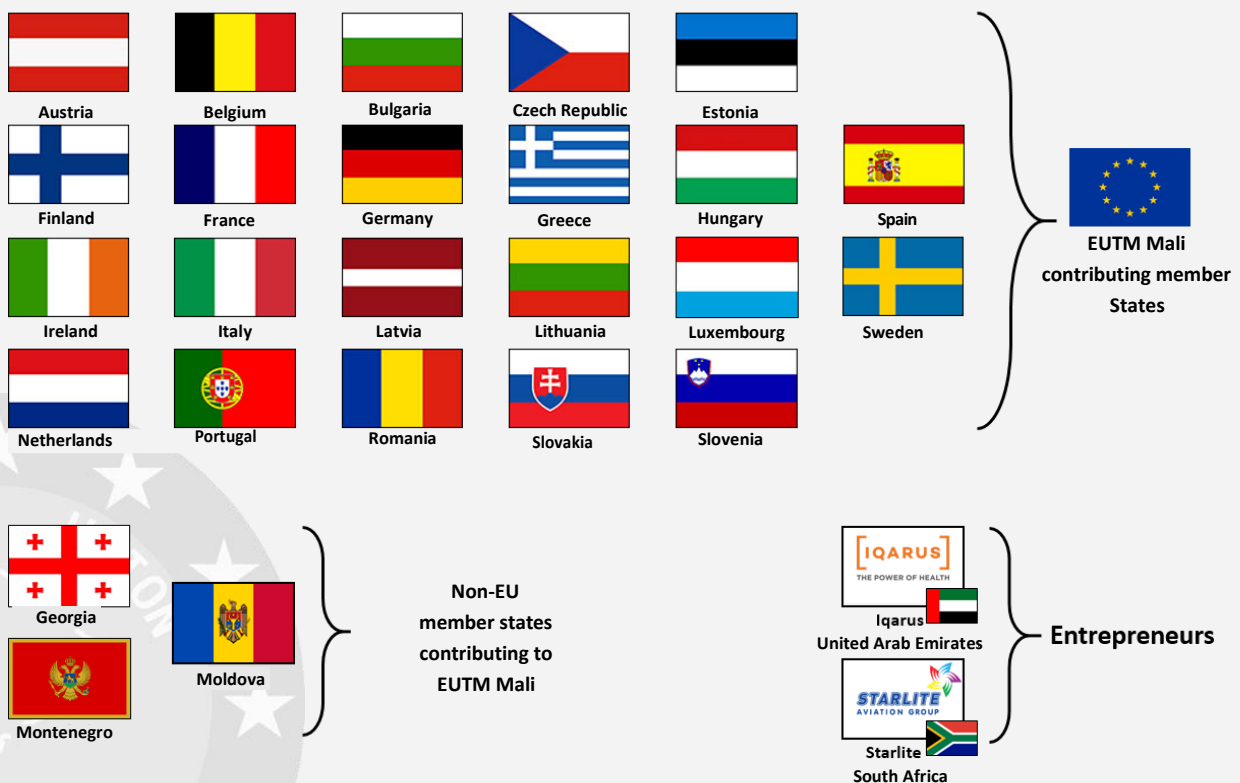 Austria
Belgium
Bulgaria
Czech Republic
Estonia
Finland
France
Germany
Greece
Hungary
Spain
Ireland
Italy
Latvia
Lithuania
Luxembourg
Sweden
Netherlands
Portugal
Romania
Slovakia
Slovenia
EUTM Mali
contributing member
States
Georgia
Montenegro
Moldova
Non-EU
member states
contributing to
EUTM Mali
[IQARUS]
THE POWER OF HEALTH
Iqarus
United Arab Emirates
STARLITE
AVIATION GROUP
Starlite
South Africa
Entrepreneurs